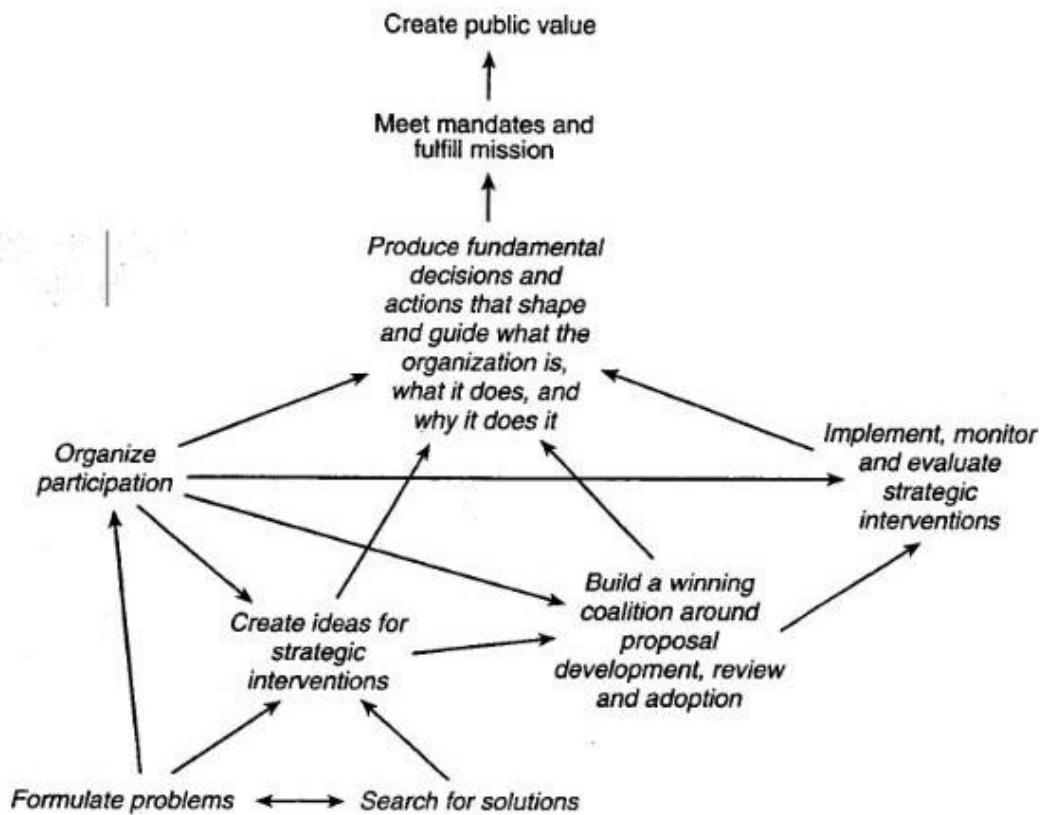 Create public value
Meet mandates and
fulfill mission
Produce fundamental
decisions and
actions that shape
and guide what the
organization is,
what it does, and
why it does it
Organize
participation
Implement, monitor
and evaluate
strategic
interventions
Create ideas for
strategic
interventions
Build a winning
coalition around
proposal
development, review
and adoption
Formulate problems
Search for solutions